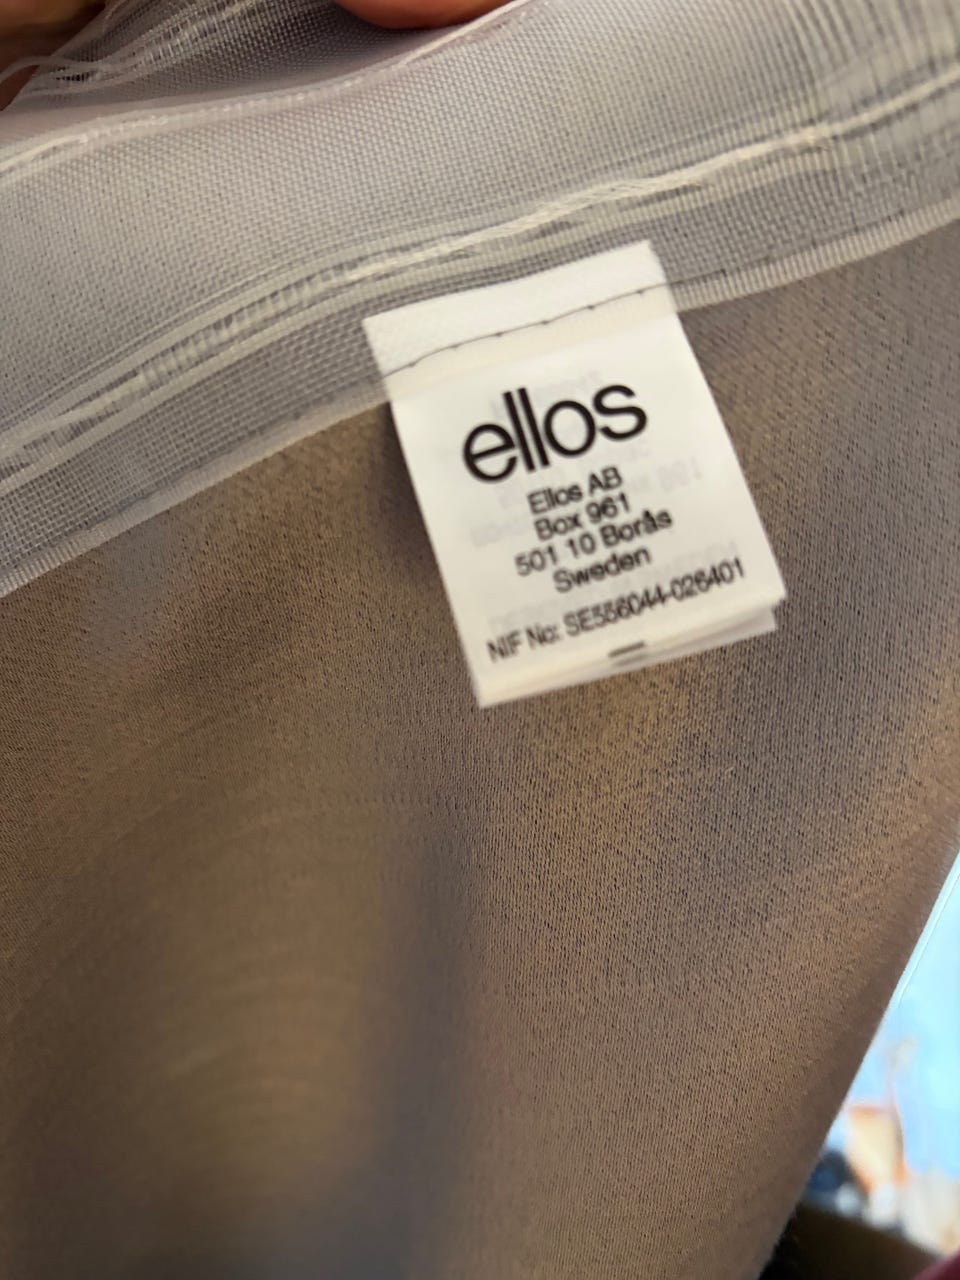 ellos
Ellos AB
Box 961
501 10 Borås
Sweden
NIF No: SE556044-026401